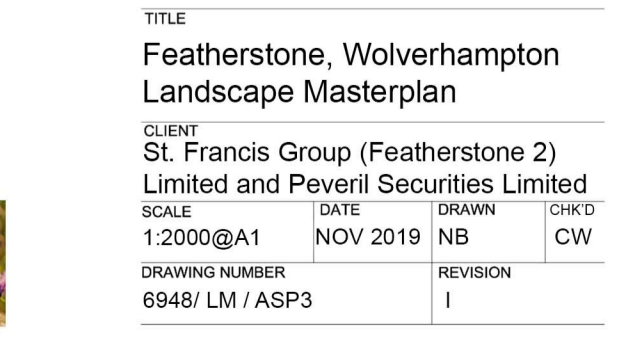 TITLE
Featherstone, Wolverhampton
Landscape Masterplan
CLIENT
St. Francis Group (Featherstone 2)
Limited and Peveril Securities Limited
SCALE DATE DRAWN CHK'D
1:2000@A1 NOV 2019 NB CW
DRAWING NUMBER REVISION
6948/ LM / ASP3 I